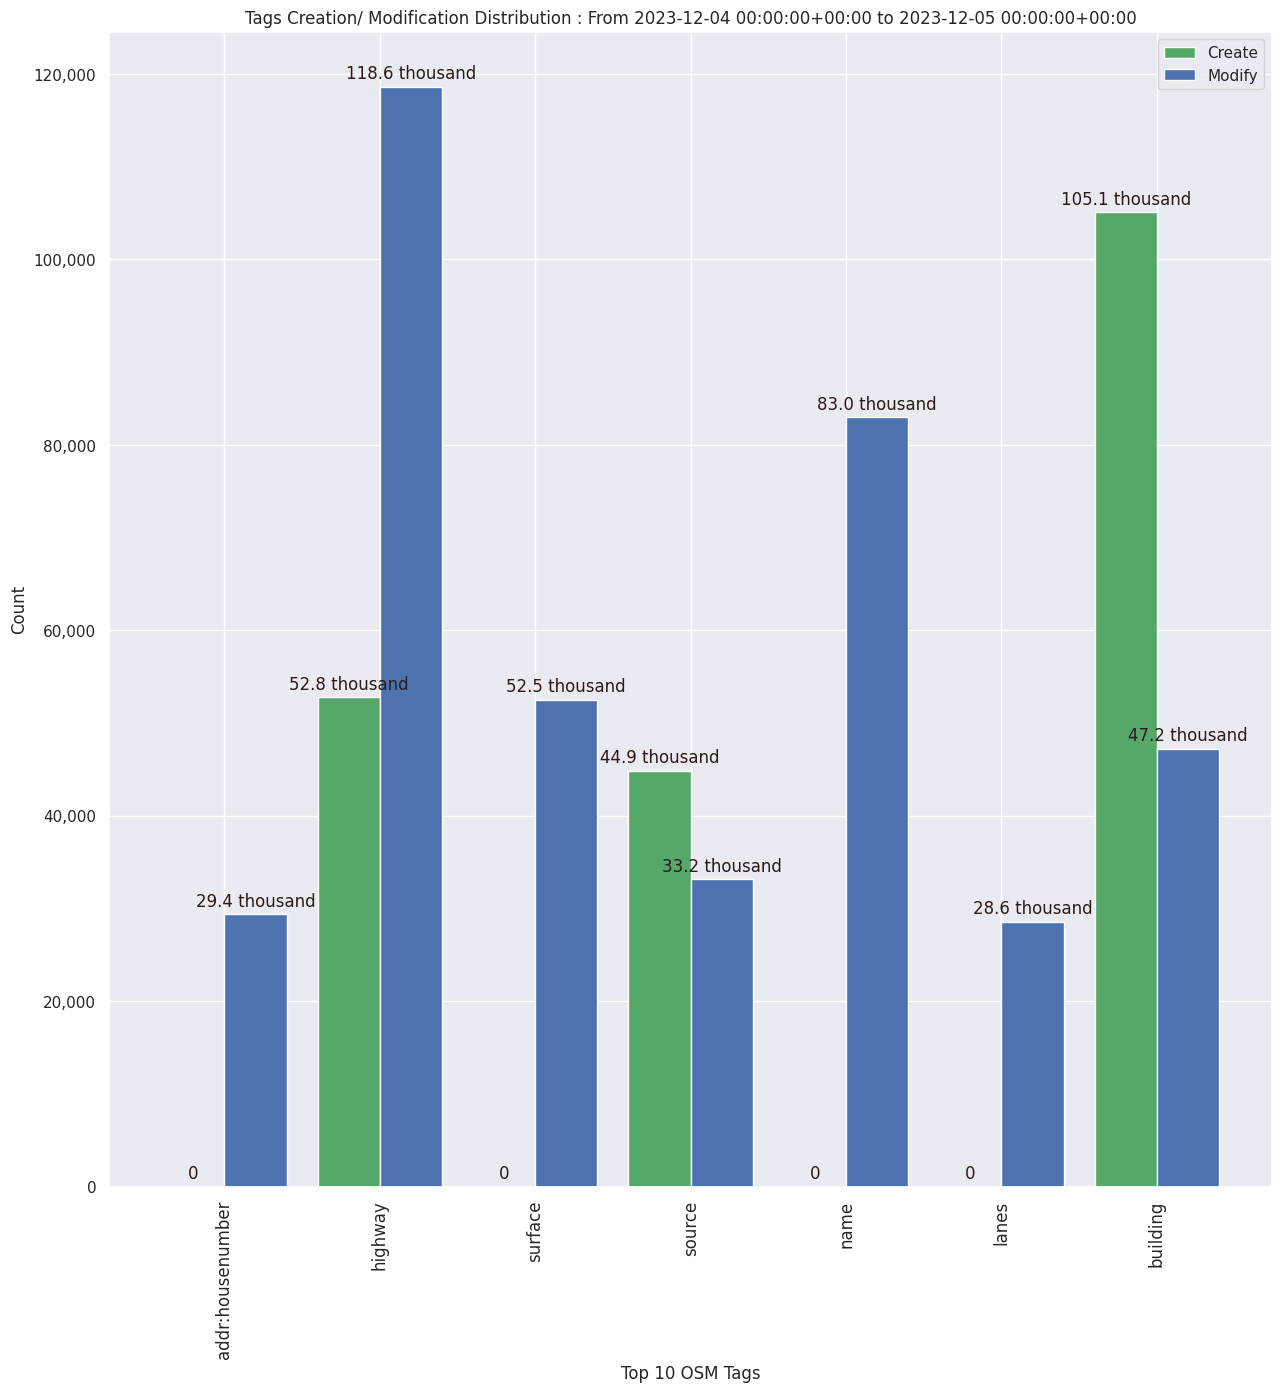 Tags Creation/ Modification Distribution : From 2023-12-04 00:00:00+00:00 to 2023-12-05 00:00:00+00:00
Create
Modify
120,000
100,000
80,000
60,000
40,000
20,000
0
Count
118.6 thousand
105.1 thousand
83.0 thousand
52.8 thousand
52.5 thousand
44.9 thousand
47.2 thousand
33.2 thousand
29.4 thousand
28.6 thousand
0
0
0
0
addr:housenumber
highway
surface
source
name
lanes
building
Top 10 OSM Tags